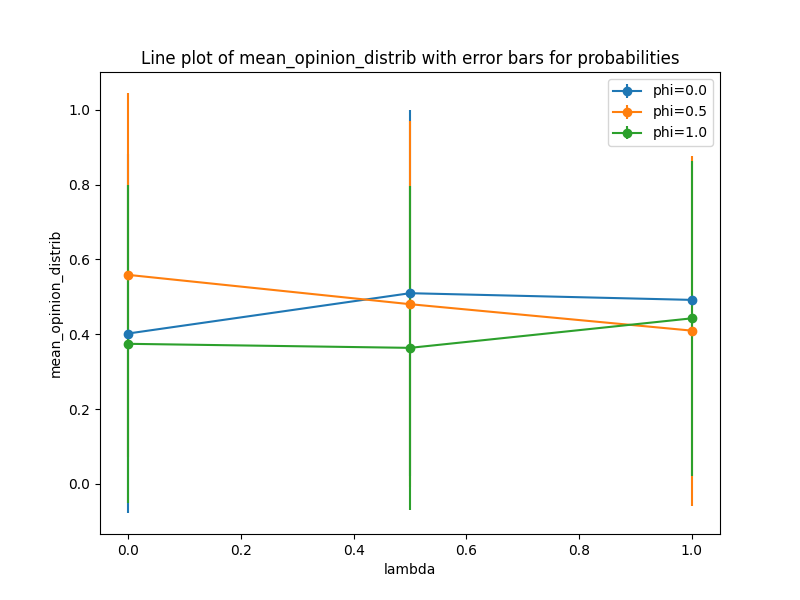 Line plot of mean_opinion_distrib with error bars for probabilities
phi=0.0
phi=0.5
phi=1.0
1.0
0.8
0.6
0.4
0.2
0.0
mean_opinion_distrib
0.0 0.2 0.4 0.6 0.8 1.0
lambda